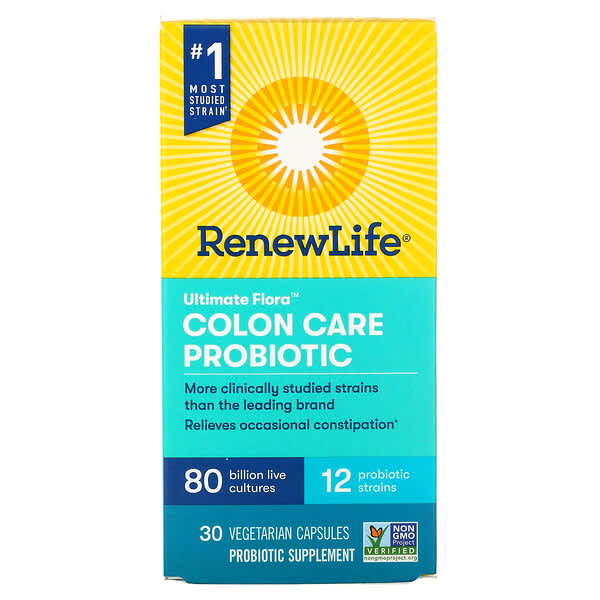 #1
MOST
STUDIED
STRAIN†
RenewLife®
Ultimate Flora™
COLON CARE
PROBIOTIC
More clinically studied strains
than the leading brand
Relieves occasional constipation*
80 billion live
cultures
12 probiotic
strains
30 VEGETARIAN CAPSULES
PROBIOTIC SUPPLEMENT
NON
GMO
Project
VERIFIED
nongmoproject.org